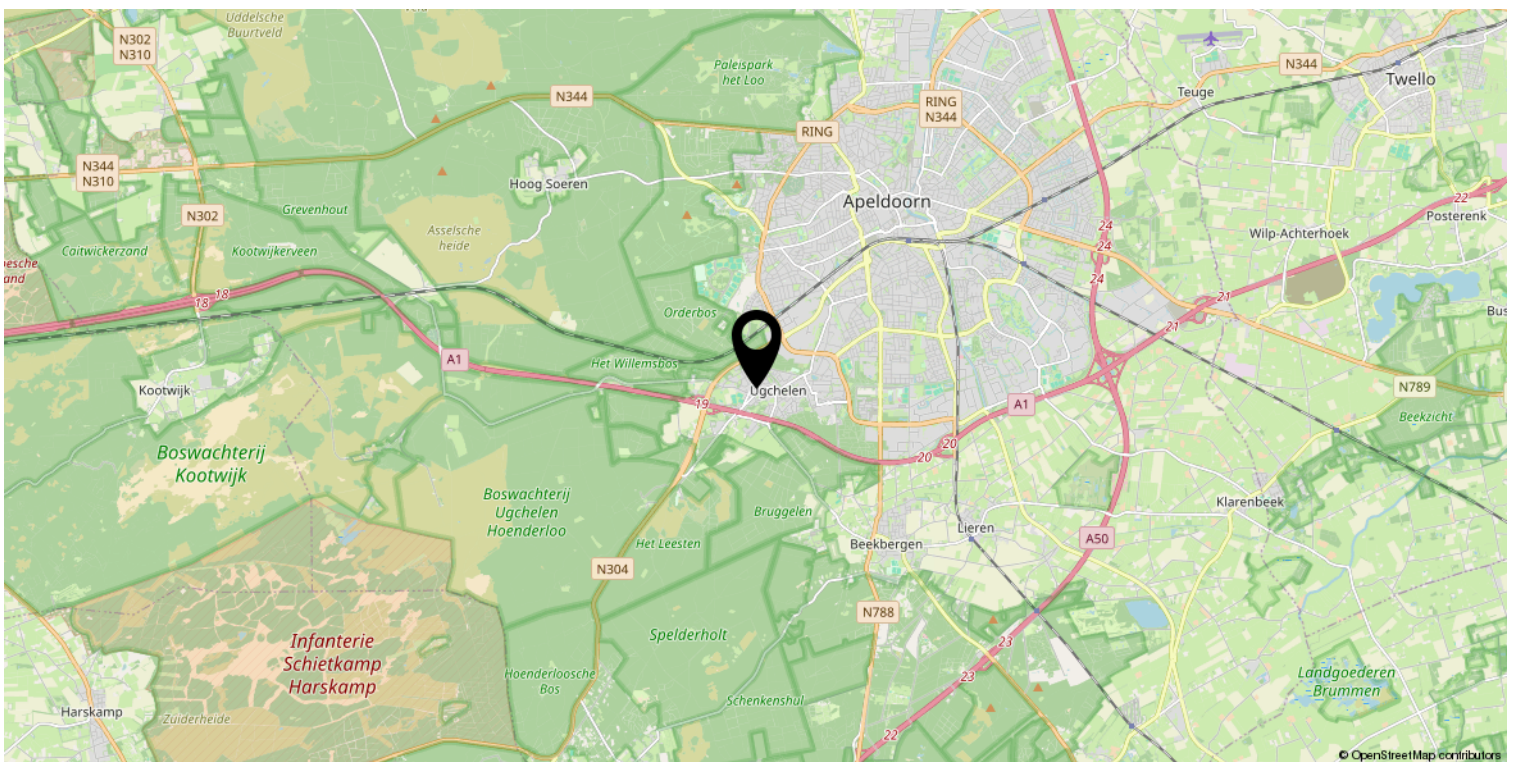 Uddelsche
Buurtveld
N302
N310
Paleispark
het Loo
N344
Twello
Teuge
N344
RING
N344
RING
N344
N310
Hoog Soeren
22
Apeldoorn
Grevenhout
N302
Posterenk
24
Asselsche
heide
Wilp-Achterhoek
24
Caitwickerzand
Kootwijkerveen
esche
and
24
18
18
21
Orderbos
Bus
21
A1
Het Willemsbos
Kootwijk
Ugchelen
N789
19
A1
Beekzicht
20
20
Boswachterij
Kootwijk
Boswachterij
Ugchelen
Hoenderloo
Klarenbeek
Bruggelen
Lieren
A50
Het Leesten
Beekbergen
N304
N788
Spelderholt
Infanterie
Schietkamp
Harskamp
23
Hoenderloosche
Bos
23
Landgoederen
Brummen
Schenkenshul
Harskamp
Zuiderheide
22
© OpenStreetMap contributors